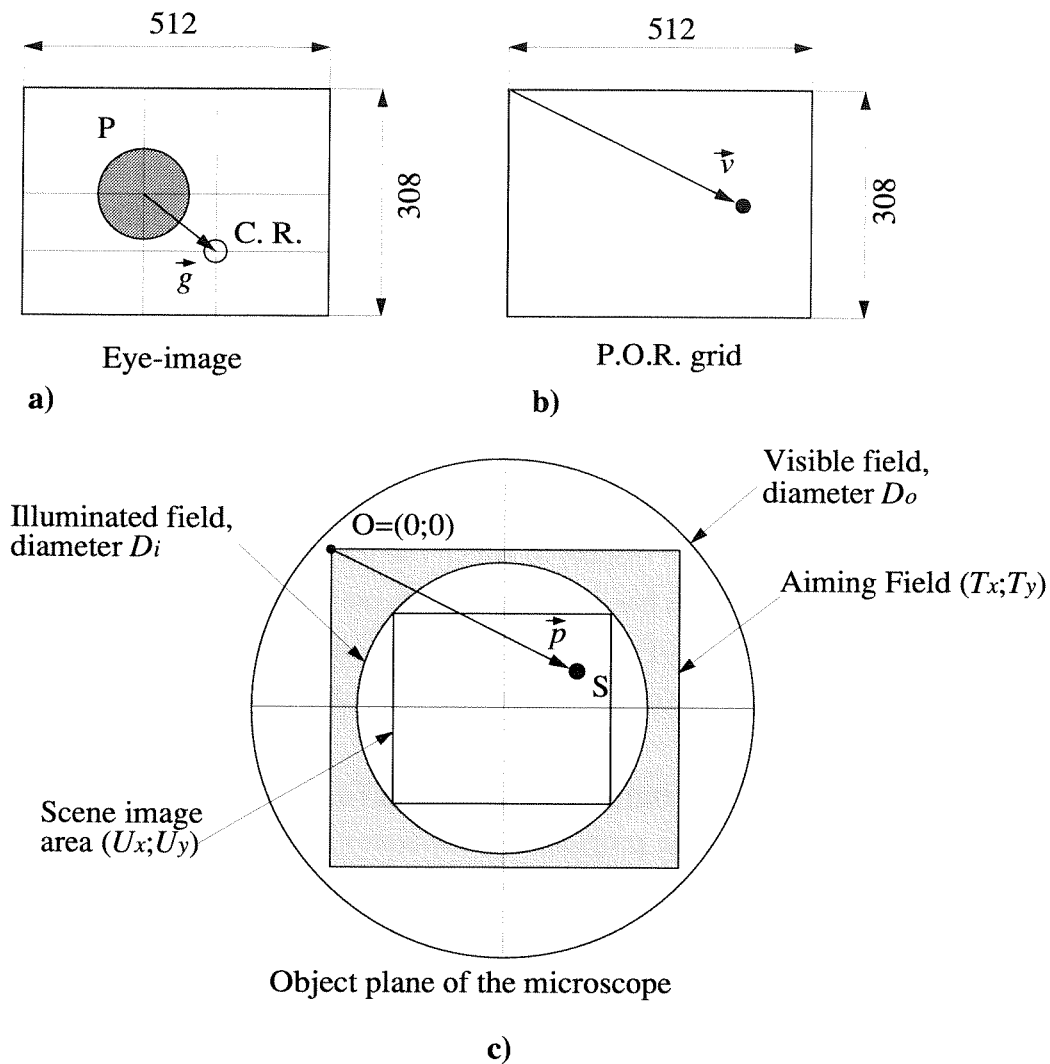 512
P
C. R.
g
308
Eye-image
a)
512
v
308
P.O.R. grid
b)
Visible field,
diameter Do
Illuminated field,
diameter Di
O=(0;0)
Aiming Field (Tx;Ty)
p
S
Scene image
area (Ux;Uy)
Object plane of the microscope
c)